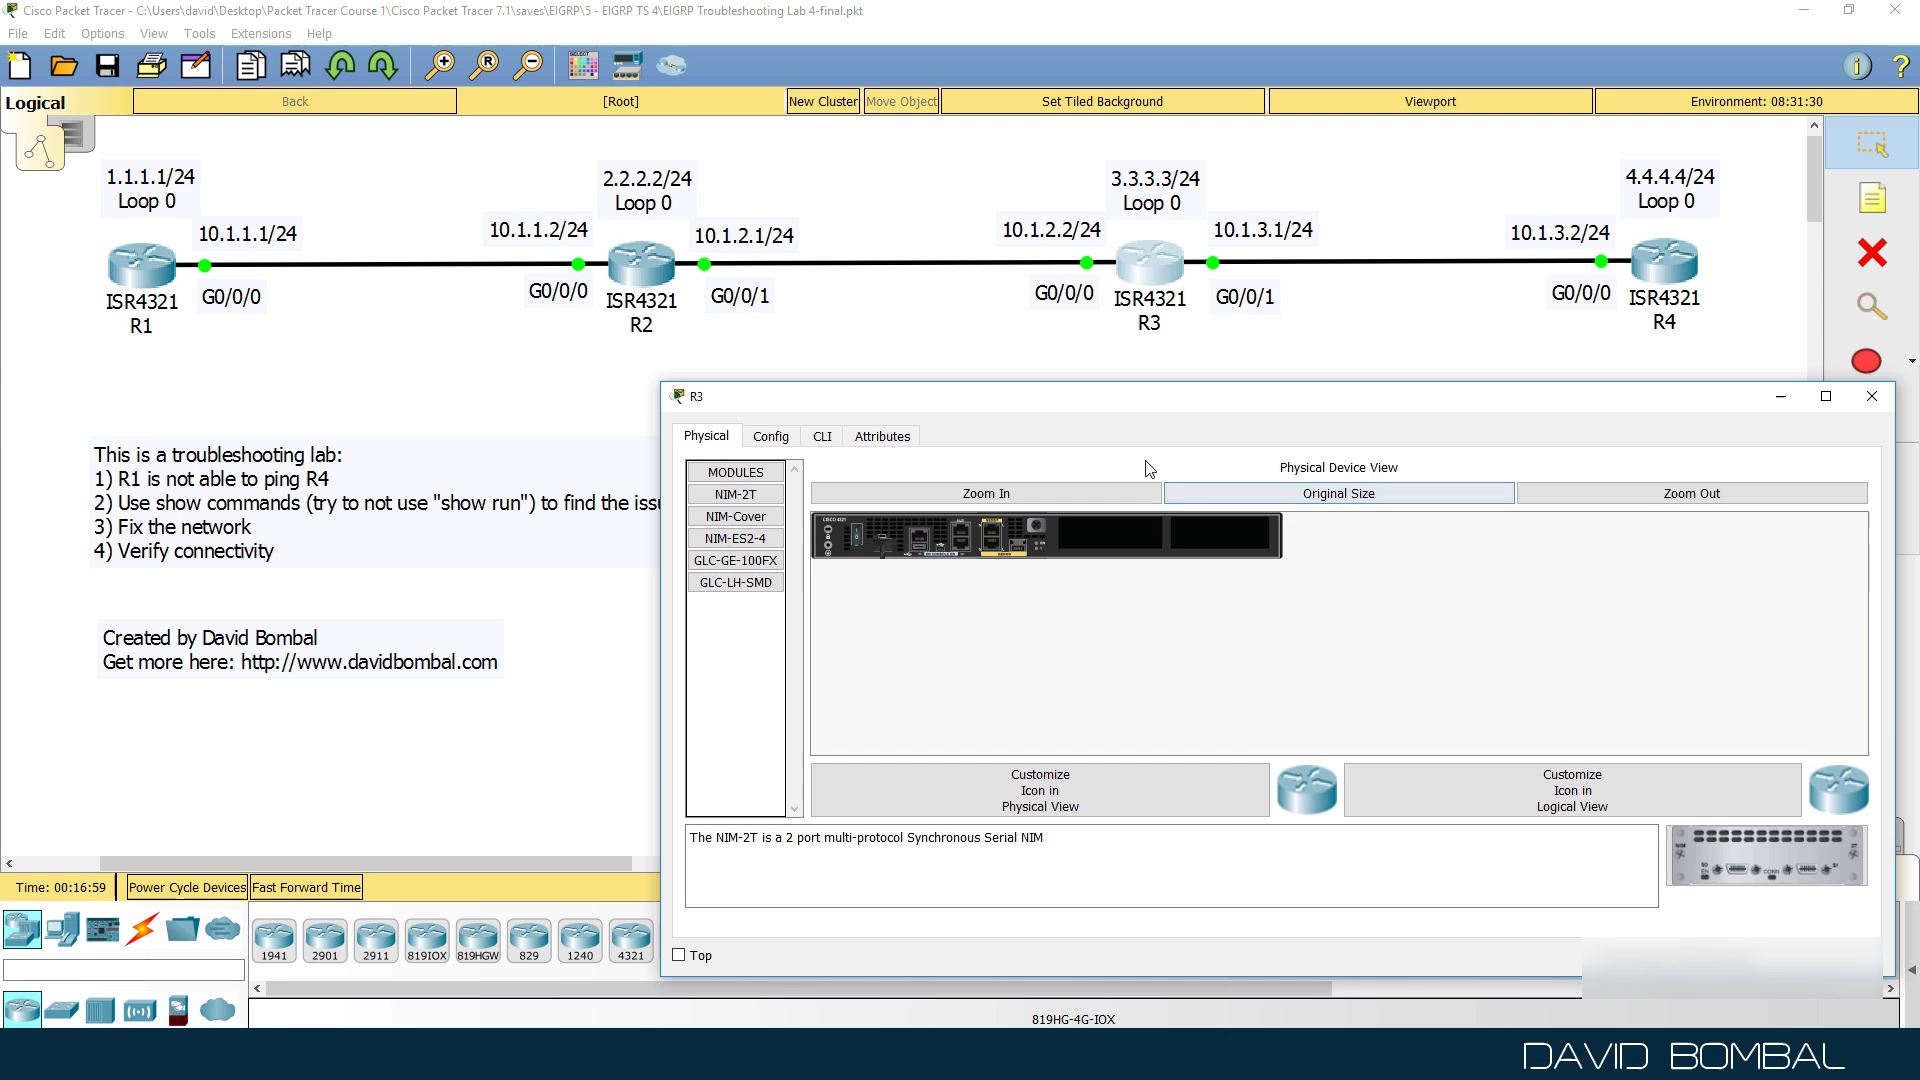 Cisco Packet Tracer - C:\Users\david\Desktop\Packet Tracer Course 1\Cisco Packet Tracer 7.1\saves\EIGRP\5 - EIGRP TS 4\EIGRP Troubleshooting Lab 4-final.pkt
File Edit Options View Tools Extensions Help
Logical Back [Root] New Cluster Move Object Set Tiled Background Viewport Environment: 08:31:30
1.1.1.1/24
Loop 0
2.2.2.2/24
Loop 0
3.3.3.3/24
Loop 0
4.4.4.4/24
Loop 0
10.1.1.1/24 10.1.1.2/24 10.1.2.1/24 10.1.2.2/24 10.1.3.1/24 10.1.3.2/24
G0/0/0 G0/0/0 G0/0/1 G0/0/0 G0/0/1 G0/0/0
ISR4321
R1
ISR4321
R2
ISR4321
R3
ISR4321
R4
This is a troubleshooting lab:
1) R1 is not able to ping R4
2) Use show commands (try to not use "show run") to find the issu
3) Fix the network
4) Verify connectivity
Created by David Bombal
Get more here: http://www.davidbombal.com
R3
Physical Config CLI Attributes
MODULES
NIM-2T
NIM-Cover
NIM-ES2-4
GLC-GE-100FX
GLC-LH-SMD
Physical Device View
Zoom In Original Size Zoom Out
CISCO 4321
Customize
Icon in
Physical View
Customize
Icon in
Logical View
The NIM-2T is a 2 port multi-protocol Synchronous Serial NIM
Top
Time: 00:16:59 Power Cycle Devices Fast Forward Time
1941 2901 2911 819IOX 819HGW 829 1240 4321
819HG-4G-IOX
DAVID BOMBAL